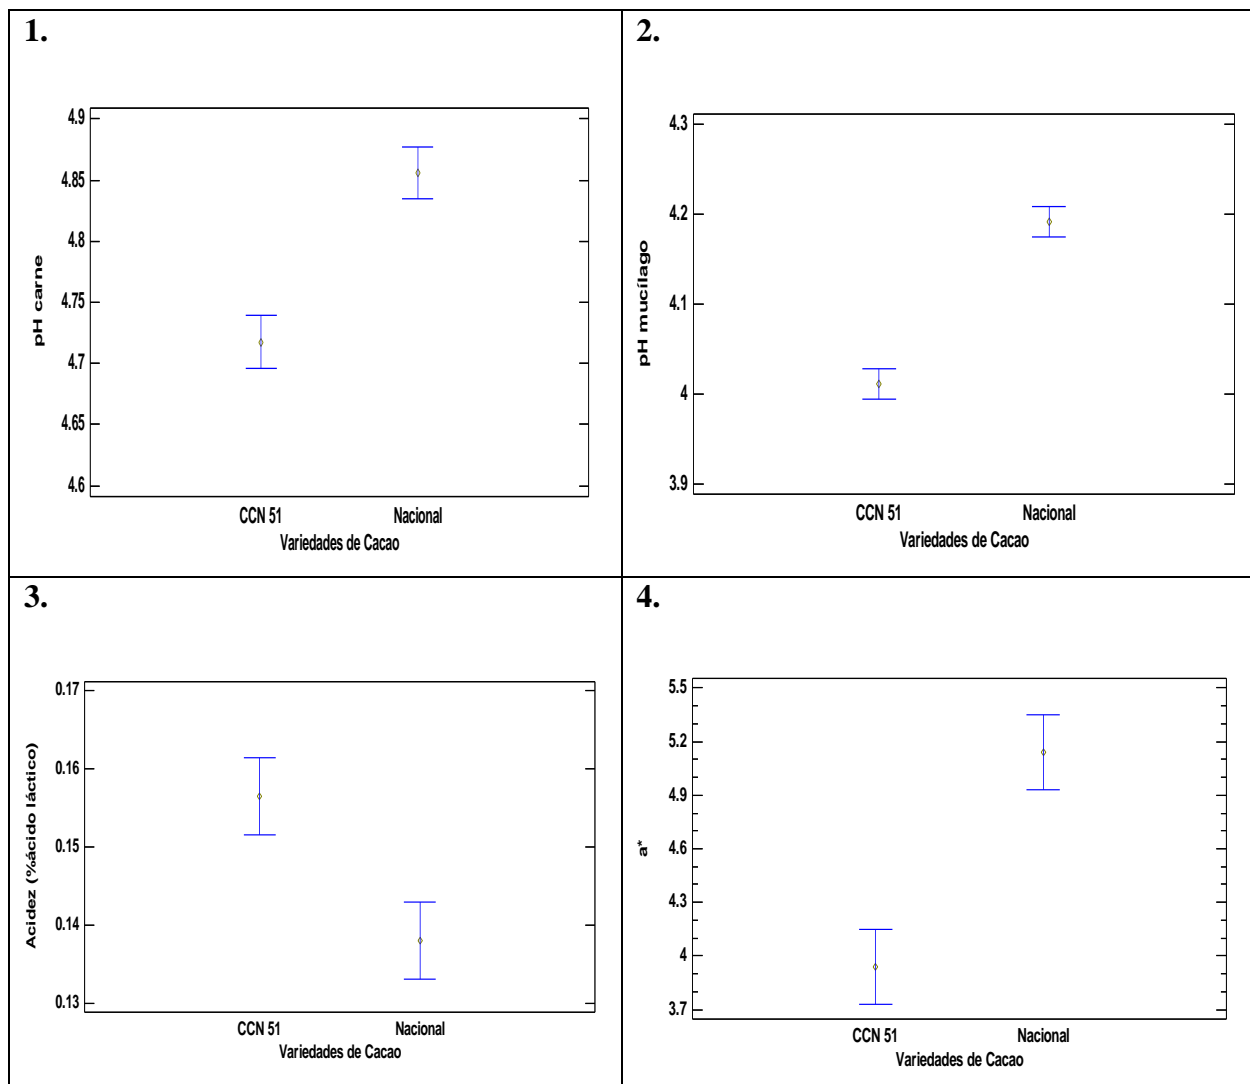 1.
4.9
4.85
4.8
4.75
4.7
4.65
4.6
pH carne
CCN 51 Nacional
Variedades de Cacao
2.
4.3
4.2
4.1
4
3.9
pH mucílago
CCN 51 Nacional
Variedades de Cacao
3.
0.17
0.16
0.15
0.14
0.13
Acidez (%ácido láctico)
CCN 51 Nacional
Variedades de Cacao
4.
5.5
5.2
4.9
4.6
4.3
4
3.7
a*
CCN 51 Nacional
Variedades de Cacao